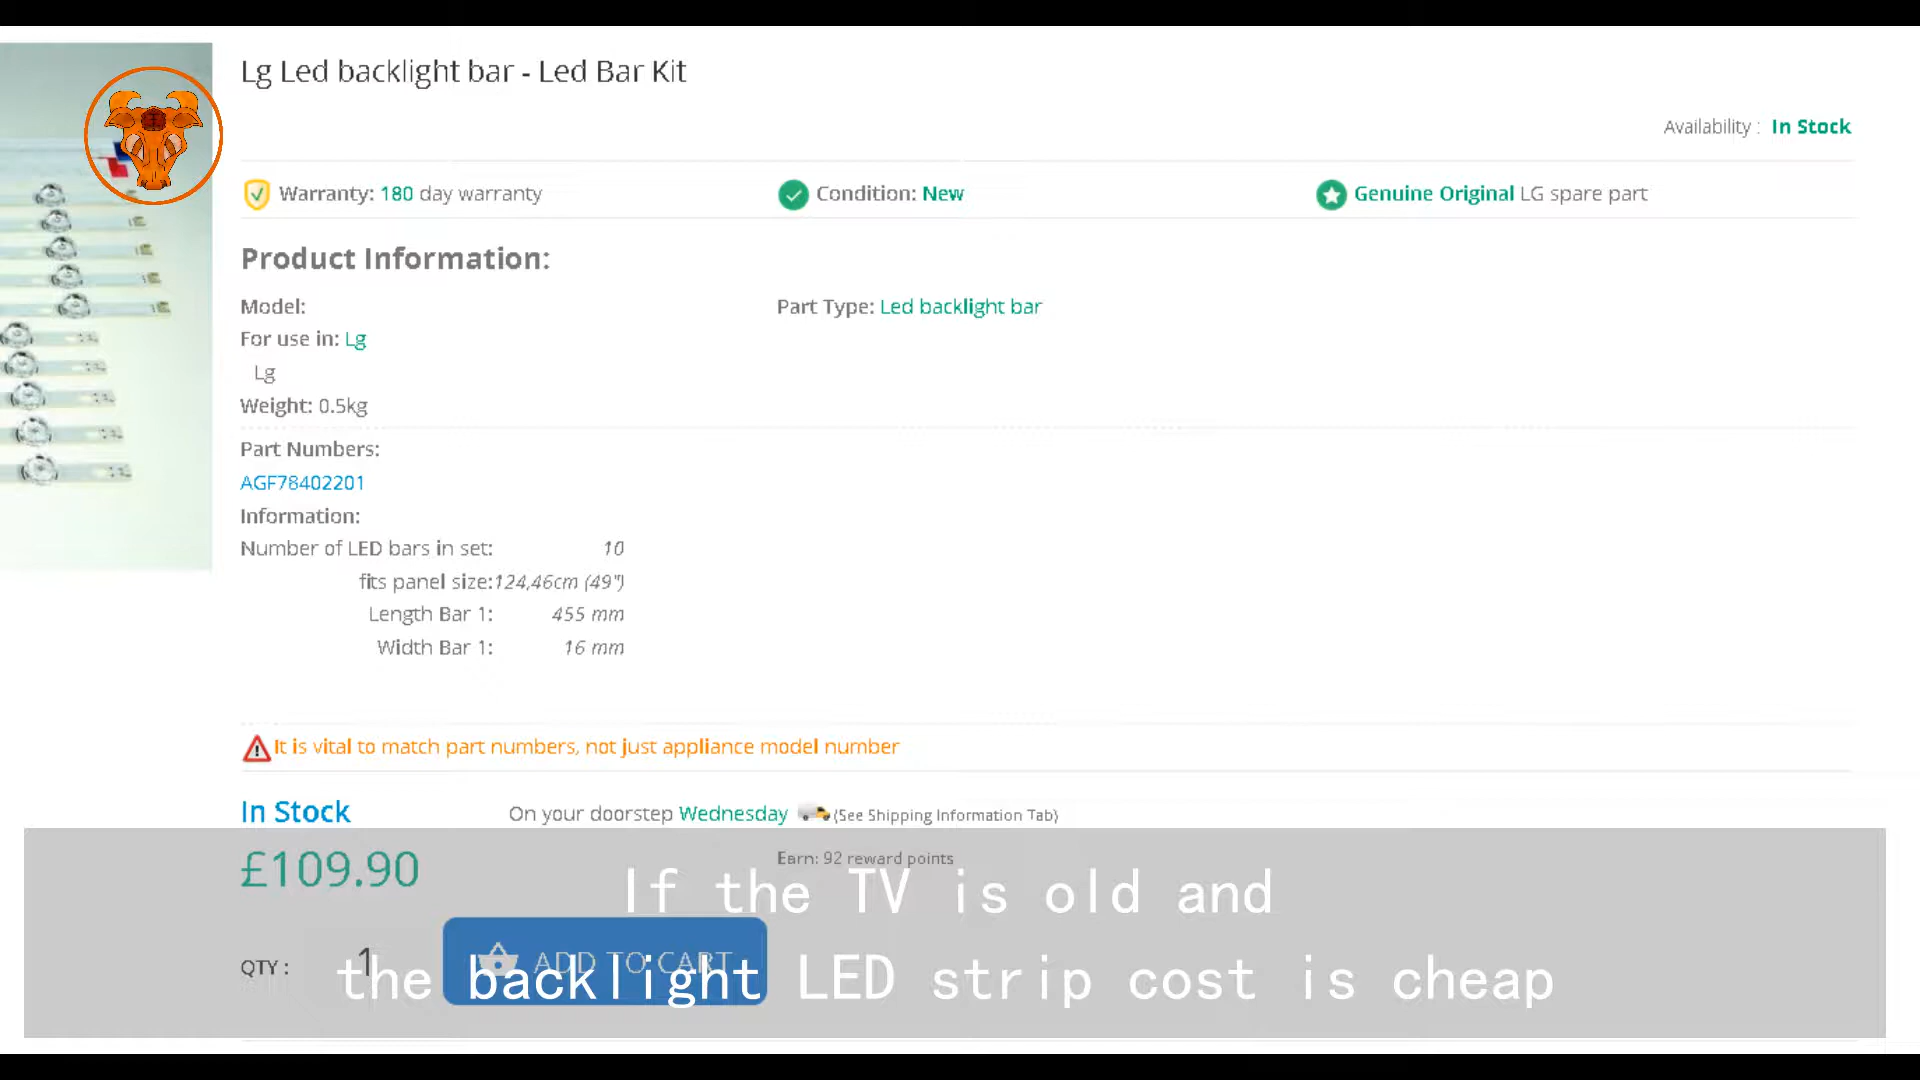 Lg Led backlight bar - Led Bar Kit
Availability : In Stock
Warranty: 180 day warranty
Condition: New
Genuine Original LG spare part
Product Information:
Model:
Part Type: Led backlight bar
For use in: Lg
Lg
Weight: 0.5kg
Part Numbers:
AGF78402201
Information:
Number of LED bars in set: 10
fits panel size: 124,46cm (49")
Length Bar 1: 455 mm
Width Bar 1: 16 mm
It is vital to match part numbers, not just appliance model number
In Stock
On your doorstep Wednesday (See Shipping Information Tab)
£109.90
Earn: 92 reward points
If the TV is old and
QTY : 1
ADD TO CART
the backlight LED strip cost is cheap